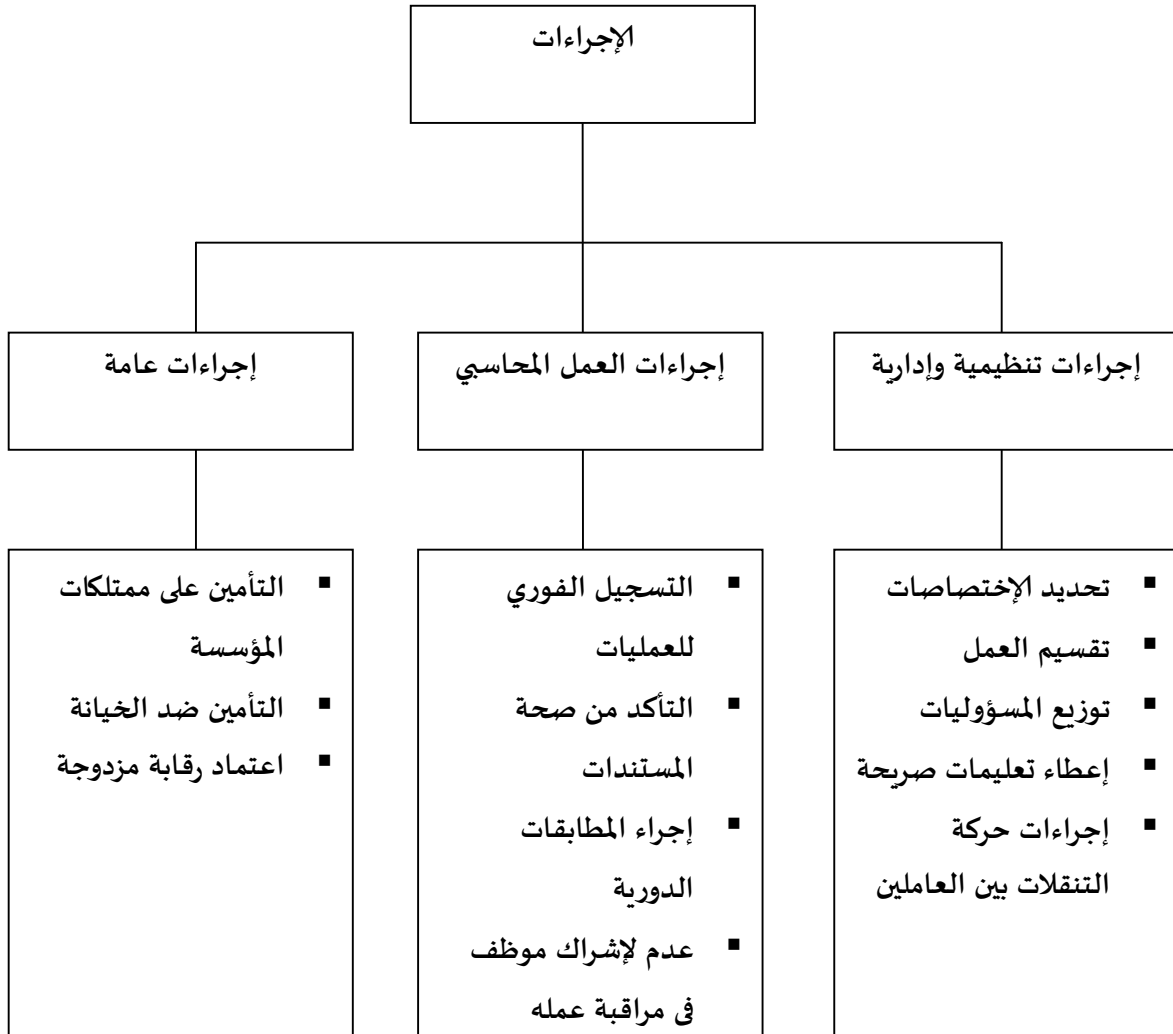 الإجراءات
إجراءات تنظيمية وإدارية
إجراءات العمل المحاسبي
إجراءات عامة
▪ تحديد الإختصاصات
▪ تقسيم العمل
▪ توزيع المسؤوليات
▪ إعطاء تعليمات صريحة
▪ إجراءات حركة
التنقلات بين العاملين
▪ التسجيل الفوري
للعمليات
▪ التأكد من صحة
المستندات
▪ إجراء المطابقات
الدورية
▪ عدم لإشراك موظف
في مراقبة عمله
▪ التأمين على ممتلكات
المؤسسة
▪ التأمين ضد الخيانة
▪ اعتماد رقابة مزدوجة